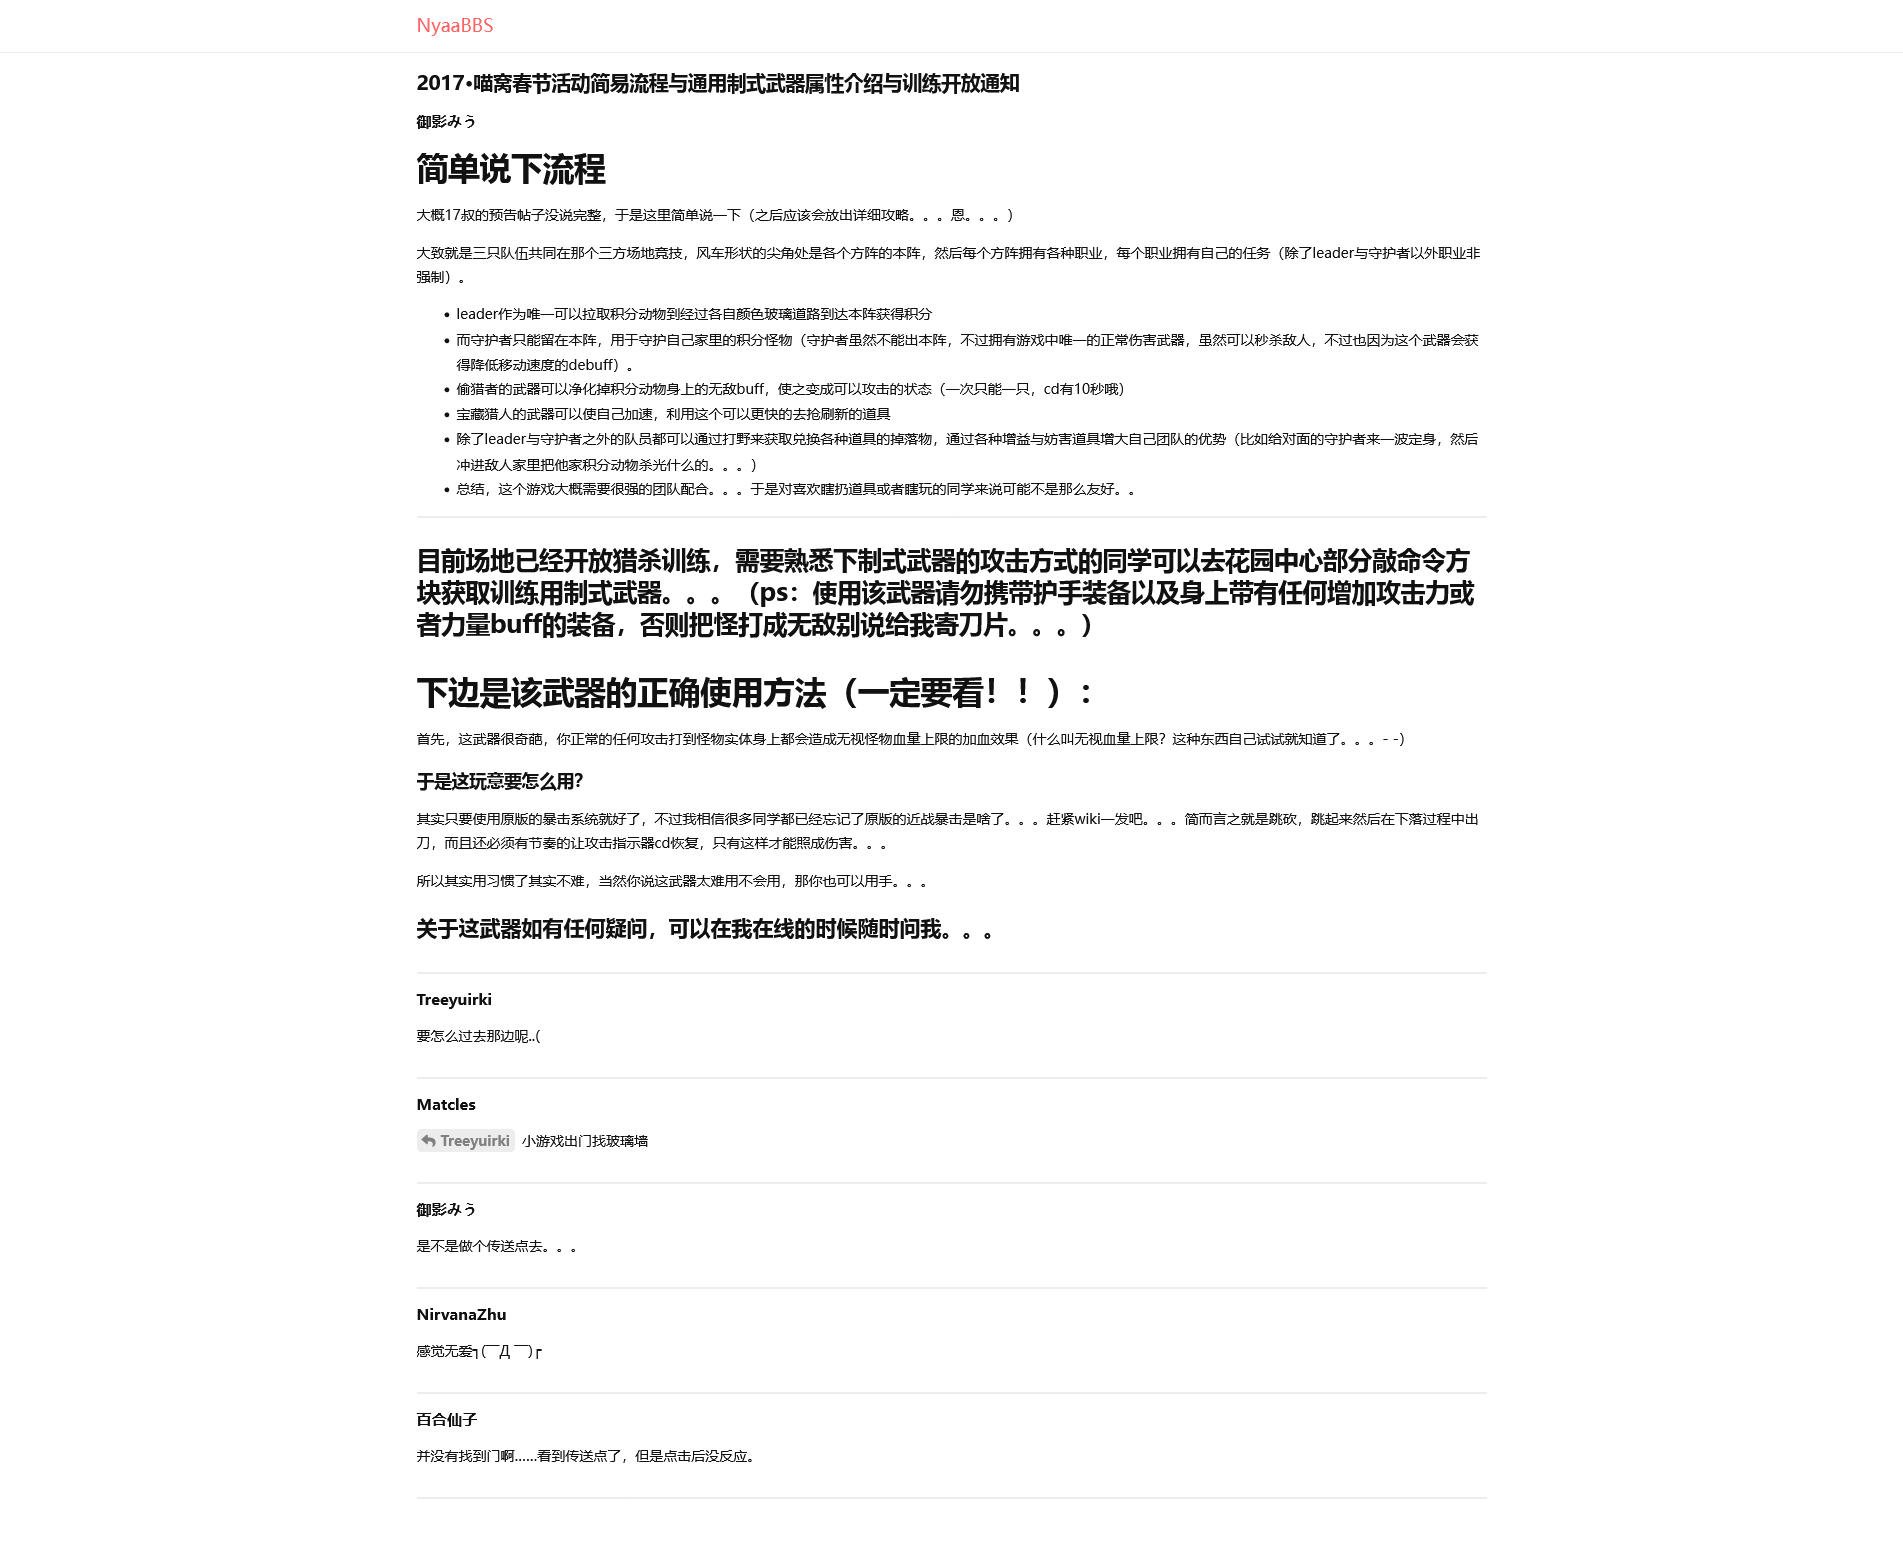 NyaaBBS
2017•喵窝春节活动简易流程与通用制式武器属性介绍与训练开放通知
御影みう
简单说下流程
大概17叔的预告帖子没说完整，于是这里简单说一下（之后应该会放出详细攻略。。。恩。。。）
大致就是三只队伍共同在那个三方场地竞技，风车形状的尖角处是各个方阵的本阵，然后每个方阵拥有各种职业，每个职业拥有自己的任务（除了leader与守护者以外职业非
强制）。
• leader作为唯一可以拉取积分动物到经过各自颜色玻璃道路到达本阵获得积分
• 而守护者只能留在本阵，用于守护自己家里的积分怪物（守护者虽然不能出本阵，不过拥有游戏中唯一的正常伤害武器，虽然可以秒杀敌人，不过也因为这个武器会获
得降低移动速度的debuff）。
• 偷猎者的武器可以净化掉积分动物身上的无敌buff，使之变成可以攻击的状态（一次只能一只，cd有10秒哦）
• 宝藏猎人的武器可以使自己加速，利用这个可以更快的去抢刷新的道具
• 除了leader与守护者之外的队员都可以通过打野来获取兑换各种道具的掉落物，通过各种增益与妨害道具增大自己团队的优势（比如给对面的守护者来一波定身，然后
冲进敌人家里把他家积分动物杀光什么的。。。）
• 总结，这个游戏大概需要很强的团队配合。。。于是对喜欢瞎扔道具或者瞎玩的同学来说可能不是那么友好。。
目前场地已经开放猎杀训练，需要熟悉下制式武器的攻击方式的同学可以去花园中心部分敲命令方
块获取训练用制式武器。。。（ps：使用该武器请勿携带护手装备以及身上带有任何增加攻击力或
者力量buff的装备，否则把怪打成无敌别说给我寄刀片。。。）
下边是该武器的正确使用方法（一定要看！！）：
首先，这武器很奇葩，你正常的任何攻击打到怪物实体身上都会造成无视怪物血量上限的加血效果（什么叫无视血量上限？这种东西自己试试就知道了。。。- -）
于是这玩意要怎么用？
其实只要使用原版的暴击系统就好了，不过我相信很多同学都已经忘记了原版的近战暴击是啥了。。。赶紧wiki一发吧。。。简而言之就是跳砍，跳起来然后在下落过程中出
刀，而且还必须有节奏的让攻击指示器cd恢复，只有这样才能照成伤害。。。
所以其实用习惯了其实不难，当然你说这武器太难用不会用，那你也可以用手。。。
关于这武器如有任何疑问，可以在我在线的时候随时问我。。。
Treeyuirki
要怎么过去那边呢..(
Matcles
Treeyuirki 小游戏出门找玻璃墙
御影みう
是不是做个传送点去。。。
NirvanaZhu
感觉无爱┑(￣Д ￣)┍
百合仙子
并没有找到门啊……看到传送点了，但是点击后没反应。